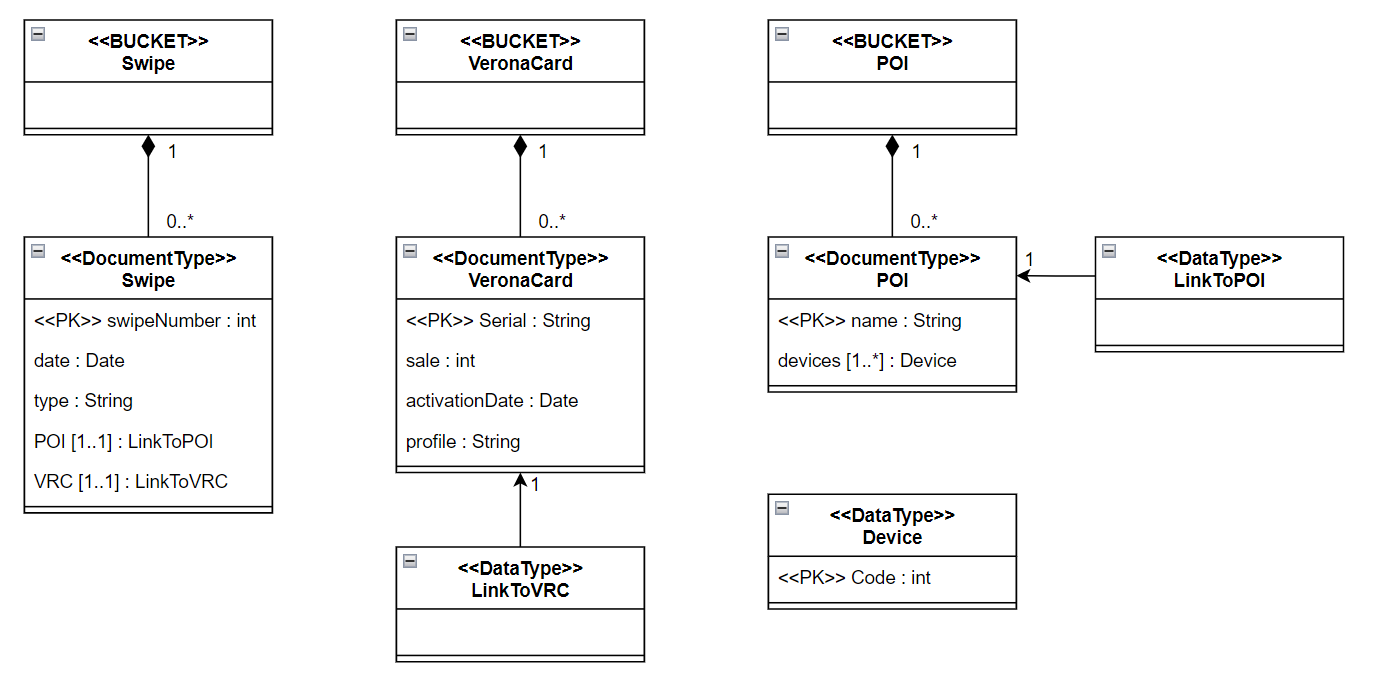 <<BUCKET>>
Swipe
<<BUCKET>>
VeronaCard
<<BUCKET>>
POI
1
0..*
1
0..*
1
0..*
<<DocumentType>>
Swipe
<<PK>> swipeNumber : int
date : Date
type : String
POI [1..1] : LinkToPOI
VRC [1..1] : LinkToVRC
<<DocumentType>>
VeronaCard
<<PK>> Serial : String
sale : int
activationDate : Date
profile : String
1
<<DataType>>
LinkToVRC
<<DocumentType>>
POI
<<PK>> name : String
devices [1..*] : Device
1
<<DataType>>
LinkToPOI
<<DataType>>
Device
<<PK>> Code : int